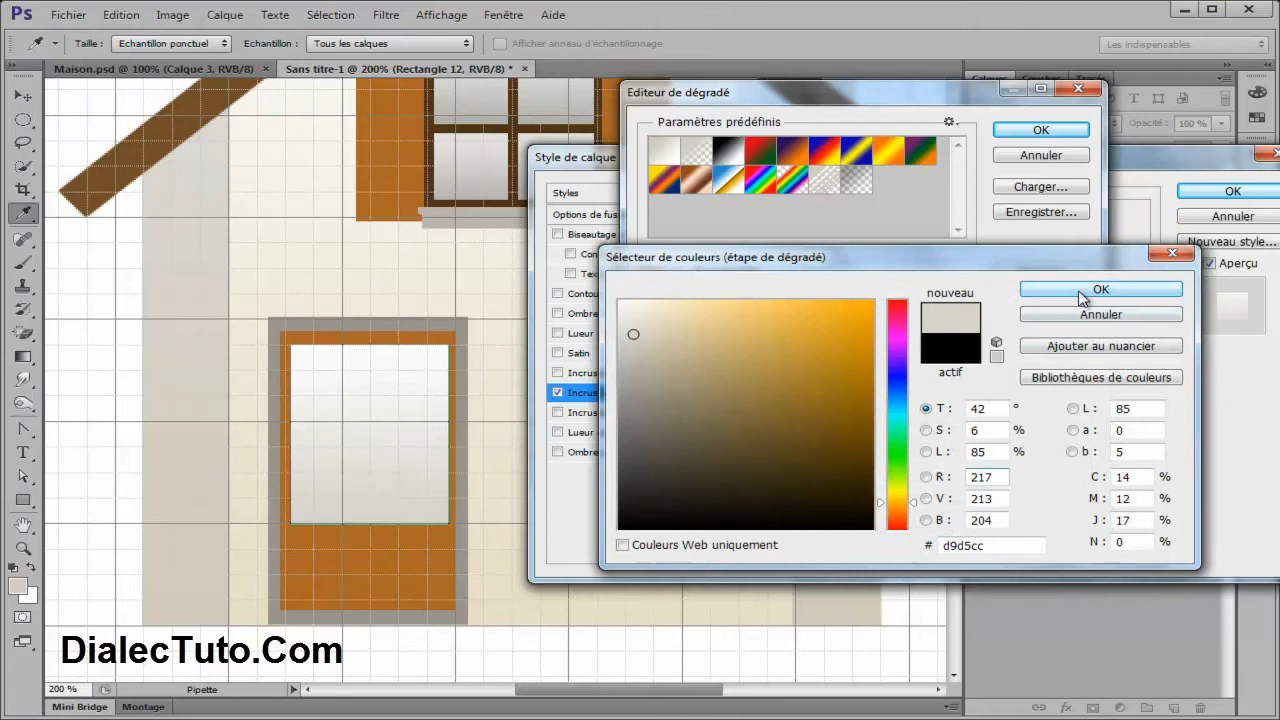 Ps Fichier Edition Image Calque Texte Sélection Filtre Affichage Fenêtre Aide
Taille : Echantillon ponctuel Echantillon : Tous les calques Afficher anneau d'échantillonnage Les indispensables
Maison.psd @ 100% (Calque 3, RVB/8) × Sans titre-1 @ 200% (Rectangle 12, RVB/8) * ×
Calques Couches Tracés
Opacité : 100 %
Editeur de dégradé
Paramètres prédéfinis
OK
Annuler
Charger...
Enregistrer...
Style de calque
Styles
Options de fus
Biseautage
Con
Tex
Contou
Ombre
Lueur
Satin
Incrus
Incrus
Incrus
Lueur
Ombre
OK
Annuler
Nouveau style...
Aperçu
Sélecteur de couleurs (étape de dégradé)
nouveau
actif
OK
Annuler
Ajouter au nuancier
Bibliothèques de couleurs
T : 42 ° L : 85
S : 6 % a : 0
L : 85 % b : 5
R : 217 C : 14 %
V : 213 M : 12 %
B : 204 J : 17 %
# d9d5cc N : 0 %
Couleurs Web uniquement
DialecTuto.Com
200 % Pipette
Mini Bridge Montage